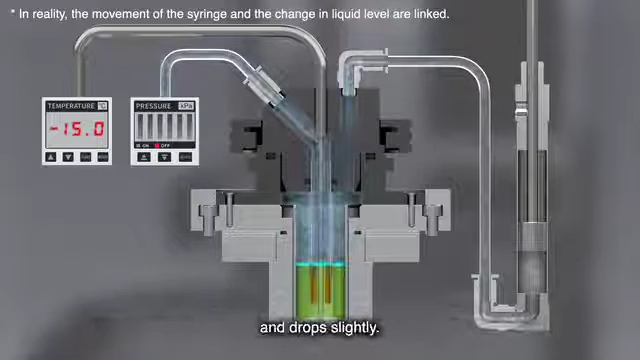 * In reality, the movement of the syringe and the change in liquid level are linked.
TEMPERATURE °C
-15.0
PRESSURE kPa
ON OFF
and drops slightly.